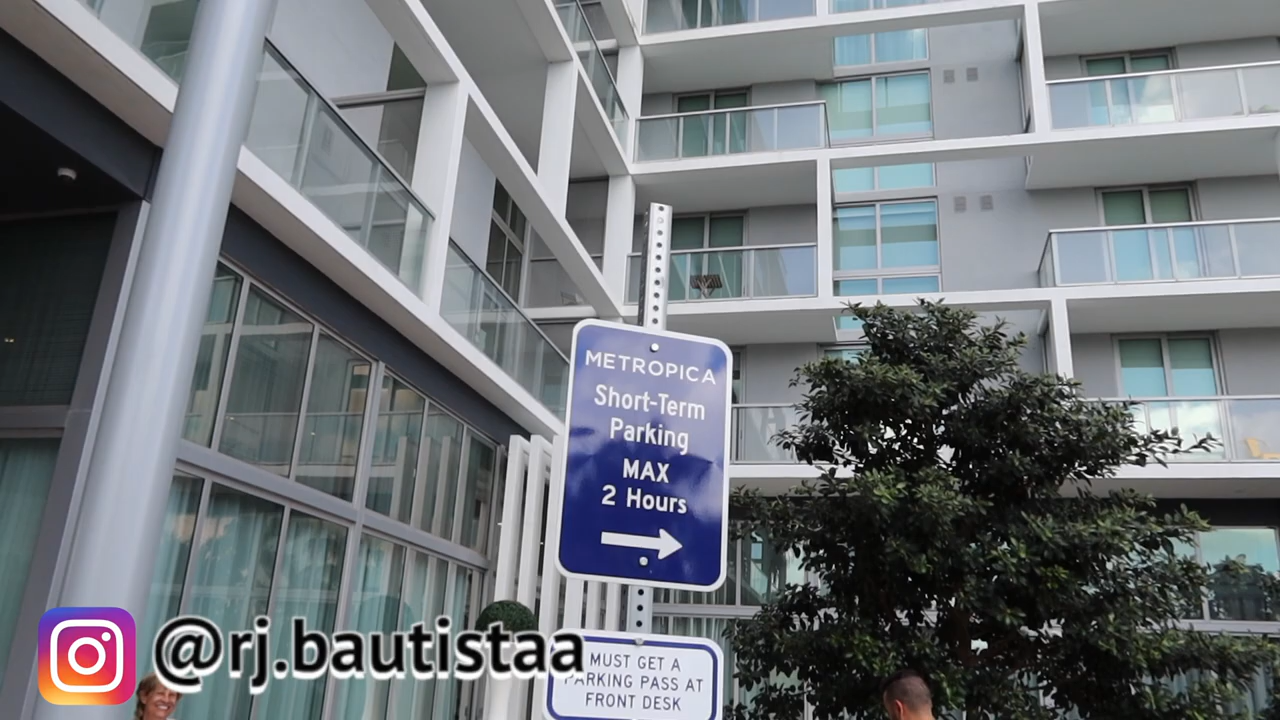 METROPICA
Short-Term
Parking
MAX
2 Hours
MUST GET A
PARKING PASS AT
FRONT DESK
@rj.bautistaa